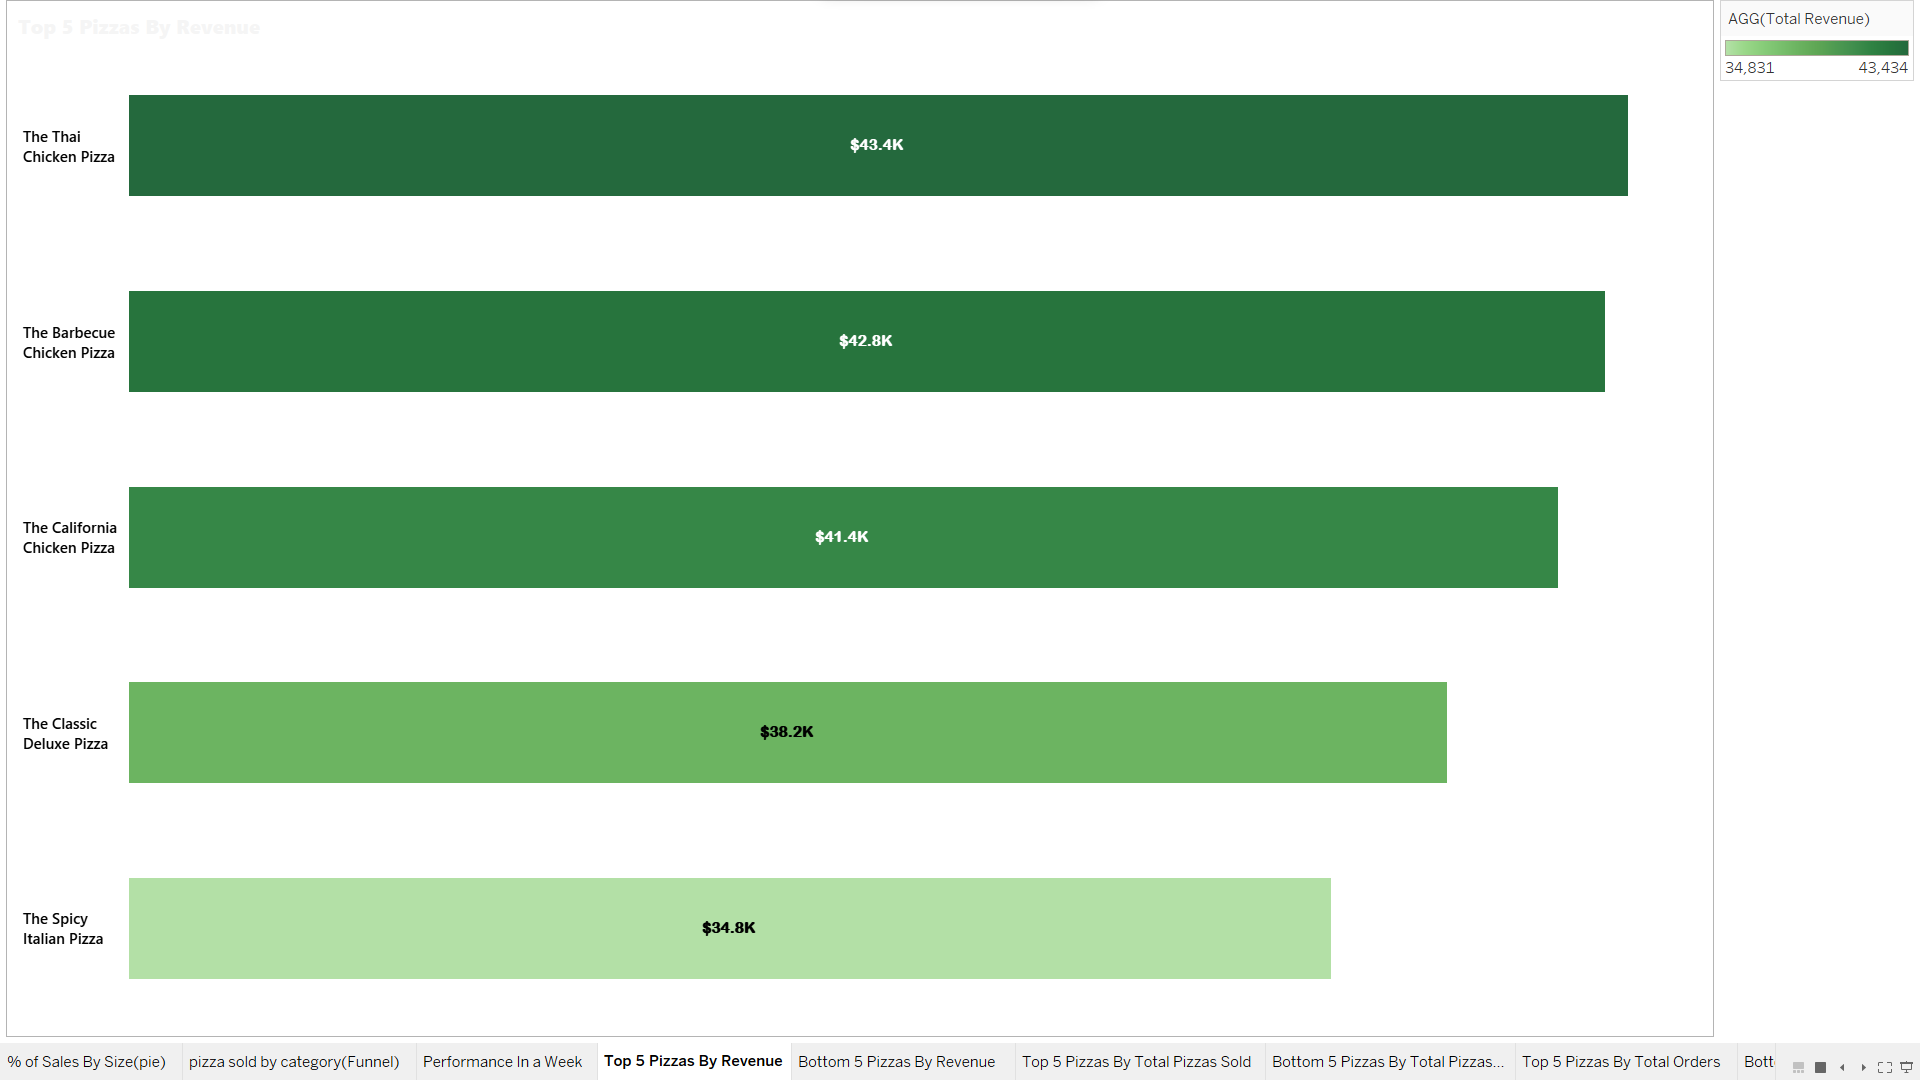 Top 5 Pizzas By Revenue
AGG(Total Revenue)
34,831 43,434
The Thai
Chicken Pizza
$43.4K
The Barbecue
Chicken Pizza
$42.8K
The California
Chicken Pizza
$41.4K
The Classic
Deluxe Pizza
$38.2K
The Spicy
Italian Pizza
$34.8K
% of Sales By Size(pie) pizza sold by category(Funnel) Performance In a Week Top 5 Pizzas By Revenue Bottom 5 Pizzas By Revenue Top 5 Pizzas By Total Pizzas Sold Bottom 5 Pizzas By Total Pizzas... Top 5 Pizzas By Total Orders Bott